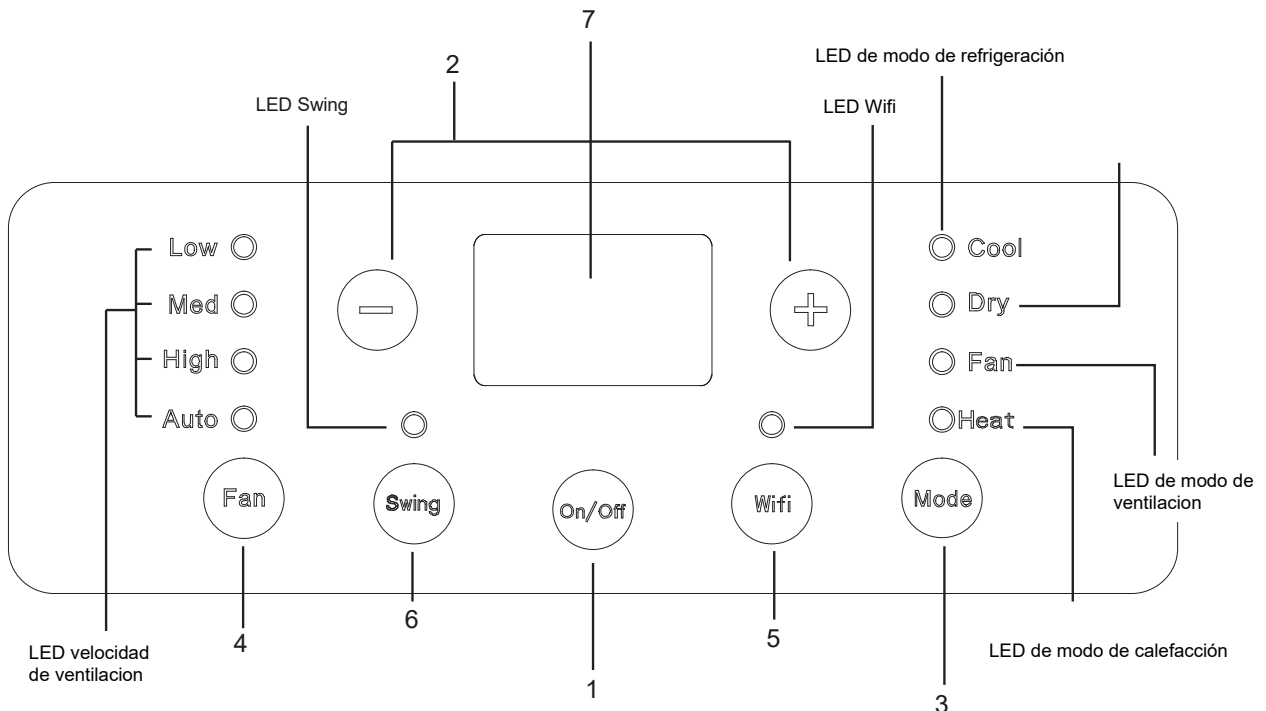 7
LED de modo de refrigeración
2
LED Swing
LED Wifi
Low
Cool
Med
Dry
High
Fan
Auto
Heat
LED de modo de
ventilacion
Fan
Swing
On/Off
Wifi
Mode
4
6
1
5
3
LED velocidad
de ventilacion
LED de modo de calefacción